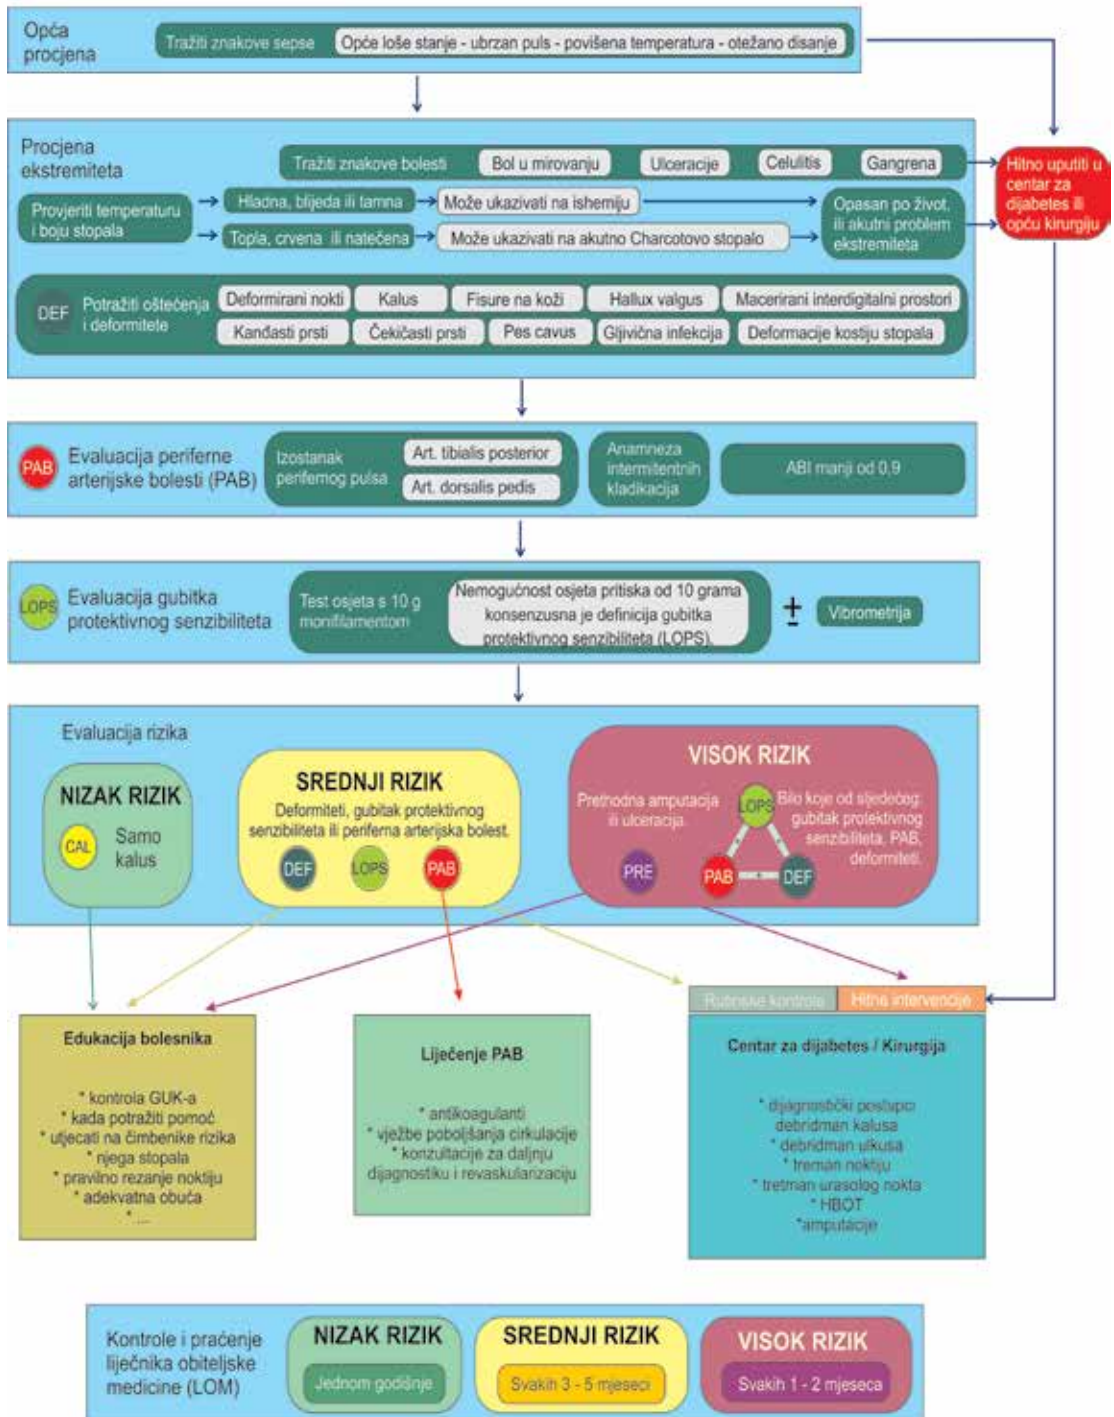 Opća
procjena
Tražiti znakove sepse
Opće loše stanje - ubrzan puls - povišena temperatura - otežano disanje
Procjena
ekstremiteta
Tražiti znakove bolesti
Bol u mirovanju
Ulceracije
Celulitis
Gangrena
Hitno uputiti u
centar za
dijabetes ili
opću kirurgiju
Provjeriti temperaturu
i boju stopala
Hladna, blijeda ili tamna
Može ukazivati na ishemiju
Topla, crvena ili natečena
Može ukazivati na akutno Charcotovo stopalo
Opasan po život,
ili akutni problem
ekstremiteta
DEF
Potražiti oštećenja
i deformitete
Deformirani nokti
Kalus
Fisure na koži
Hallux valgus
Macerirani interdigitalni prostori
Kandasti prsti
Čekičasti prsti
Pes cavus
Gljivična infekcija
Deformacije kostiju stopala
PAB
Evaluacija periferne
arterijske bolesti (PAB)
Izostanak
perifernog pulsa
Art. tibialis posterior
Art. dorsalis pedis
Anamneza
intermitentnih
kladikacija
ABI manji od 0,9
LOPS
Evaluacija gubitka
protektivnog senzibiliteta
Test osjeta s 10 g
monifilamentom
Nemogućnost osjeta pritiska od 10 grama
konsenzusna je definicija gubitka
protektivnog senzibiliteta (LOPS).
±
Vibrometrija
Evaluacija rizika
NIZAK RIZIK
CAL
Samo
kalus
SREDNJI RIZIK
Deformiteti, gubitak protektivnog
senzibiliteta ili periferna arterijska bolest.
DEF
LOPS
PAB
VISOK RIZIK
Prethodna amputacija
ili ulceracija.
PRE
LOPS
PAB
DEF
Bilo koje od sljedećeg:
gubitak protektivnog
senzibiliteta, PAB,
deformiteti.
Edukacija bolesnika
* kontrola GUK-a
* kada potražiti pomoć
* utjecati na čimbenike rizika
* njega stopala
* pravilno rezanje noktiju
* adekvatna obuća
* ...
Liječenje PAB
* antikoagulanti
* vježbe poboljšanja cirkulacije
* konzultacije za daljnju
dijagnostiku i revaskularizaciju
Rutinske kontrole
Hitne intervencije
Centar za dijabetes / Kirurgija
* dijagnostički postupci
debridman kalusa
* debridman ulkusa
* treman noktiju
* tretman urasolog nokta
* HBOT
* amputacije
Kontrole i praćenje
liječnika obiteljske
medicine (LOM)
NIZAK RIZIK
Jednom godišnje
SREDNJI RIZIK
Svakih 3 - 5 mjeseci
VISOK RIZIK
Svakih 1 - 2 mjeseca